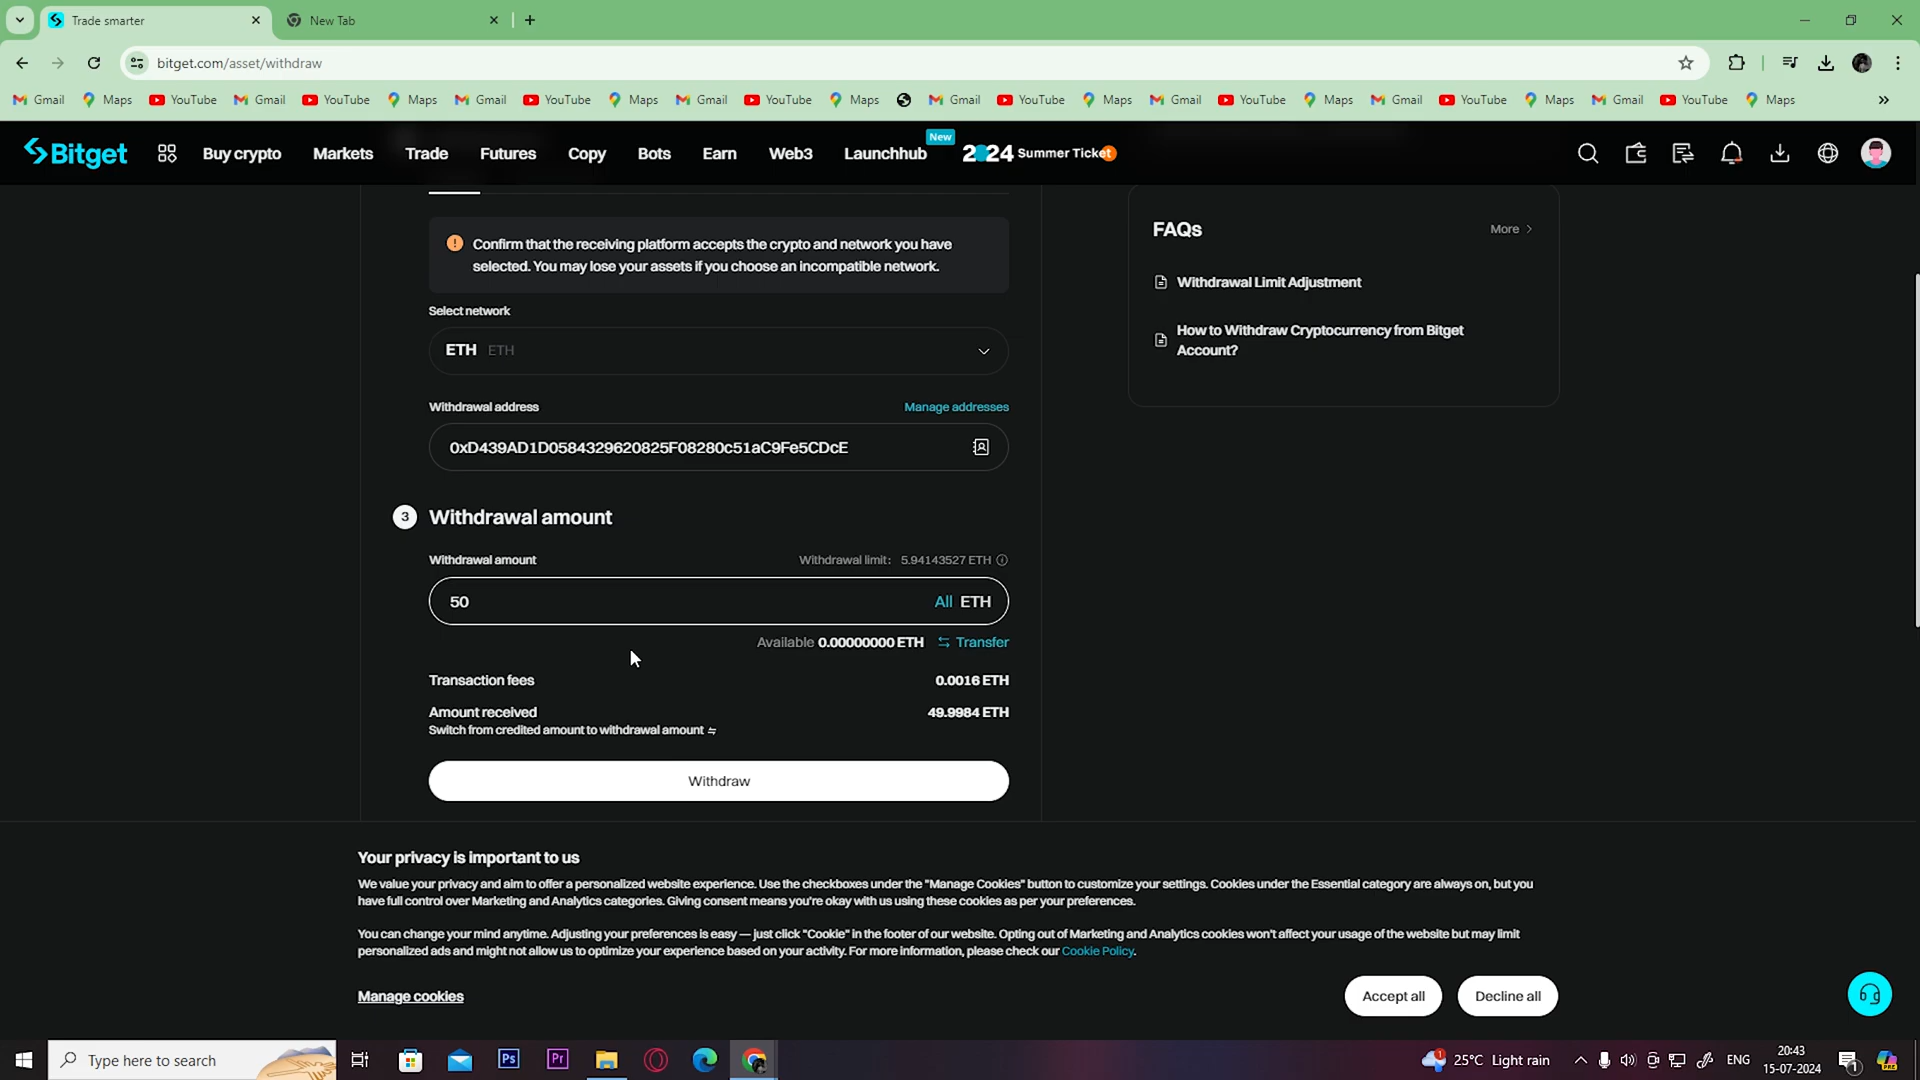 Trade smarter
New Tab
bitget.com/asset/withdraw
Gmail Maps YouTube Gmail YouTube Maps Gmail YouTube Maps Gmail YouTube Maps Gmail YouTube Maps Gmail YouTube Maps Gmail YouTube Maps Gmail YouTube Maps
Bitget Buy crypto Markets Trade Futures Copy Bots Earn Web3 Launchhub New 2024 Summer Ticket
Confirm that the receiving platform accepts the crypto and network you have
selected. You may lose your assets if you choose an incompatible network.
Select network
ETH ETH
Withdrawal address Manage addresses
0xD439AD1D0584329620825F08280c51aC9Fe5CDcE
3 Withdrawal amount
Withdrawal amount Withdrawal limit: 5.94143527 ETH
50 All ETH
Available 0.00000000 ETH Transfer
Transaction fees 0.0016 ETH
Amount received 49.9984 ETH
Switch from credited amount to withdrawal amount
Withdraw
FAQs More
Withdrawal Limit Adjustment
How to Withdraw Cryptocurrency from Bitget
Account?
Your privacy is important to us
We value your privacy and aim to offer a personalized website experience. Use the checkboxes under the "Manage Cookies" button to customize your settings. Cookies under the Essential category are always on, but you
have full control over Marketing and Analytics categories. Giving consent means you're okay with us using these cookies as per your preferences.
You can change your mind anytime. Adjusting your preferences is easy — just click "Cookie" in the footer of our website. Opting out of Marketing and Analytics cookies won't affect your usage of the website but may limit
personalized ads and might not allow us to optimize your experience based on your activity. For more information, please check our Cookie Policy.
Manage cookies Accept all Decline all
Type here to search Ps Pr 25°C Light rain ENG 20:43
15-07-2024 1 PRE